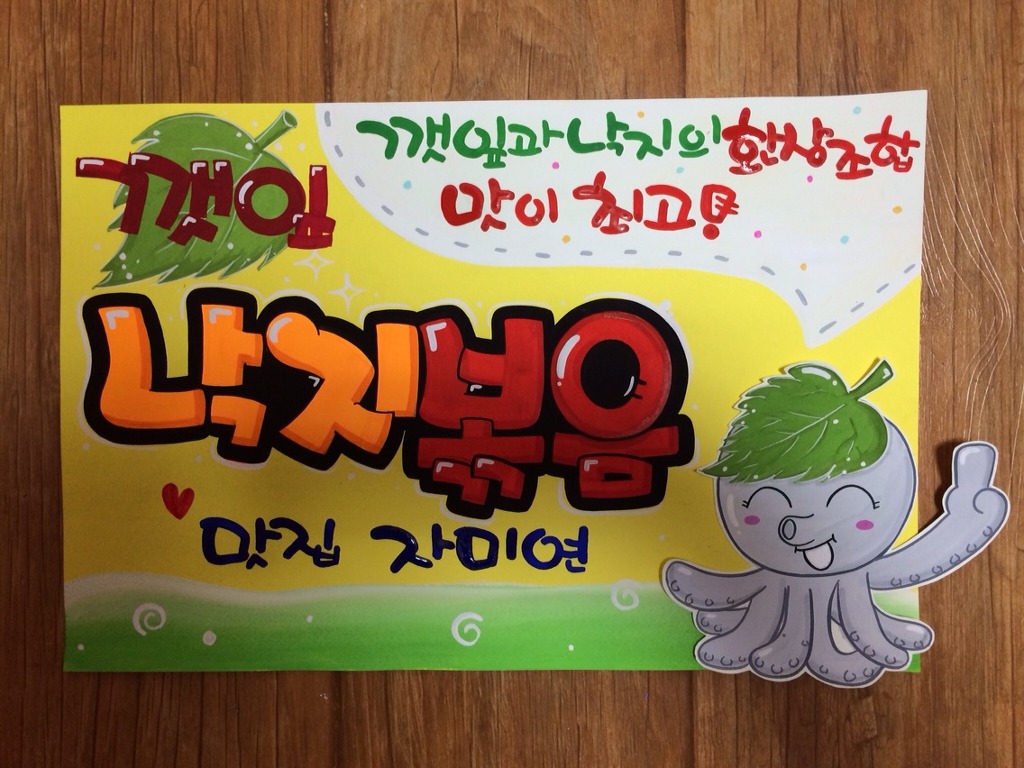 깻잎
깻잎과 낙지의 환상조합
맛이 최고!
낙지볶음
맛집 자미연